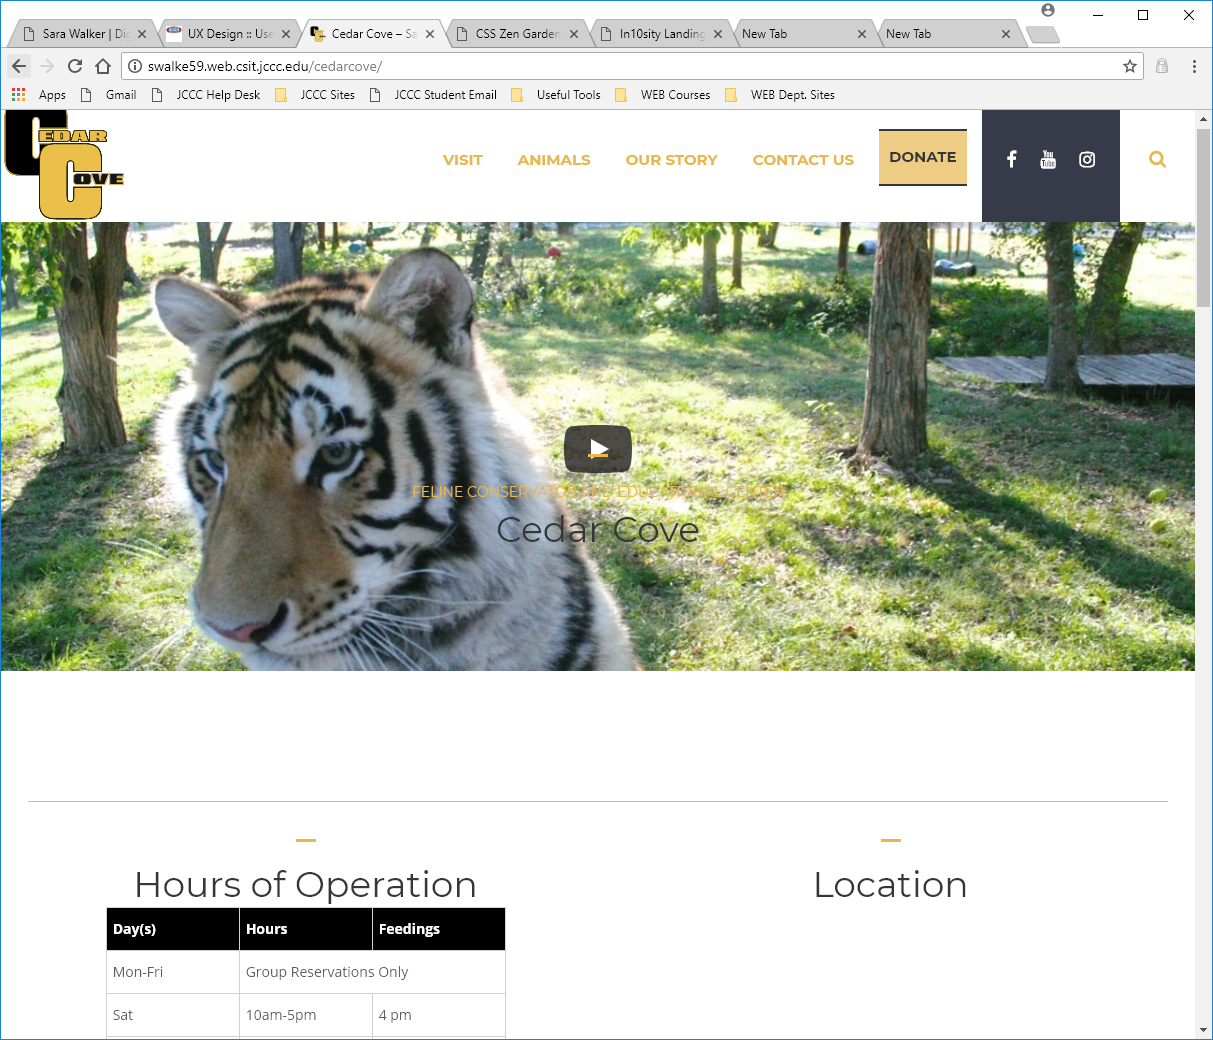 Sara Walker | Di
UX Design :: Use
Cedar Cove – Sa
CSS Zen Garden
In10sity Landing
New Tab
New Tab
swalke59.web.csit.jccc.edu/cedarcove/
Apps
Gmail
JCCC Help Desk
JCCC Sites
JCCC Student Email
Useful Tools
WEB Courses
WEB Dept. Sites
CEDAR
COVE
VISIT
ANIMALS
OUR STORY
CONTACT US
DONATE
You
Tube
FELINE CONSERVATOR AND EDUCATIONAL CENTER
Cedar Cove
Hours of Operation
Location
Day(s) Hours Feedings
Mon-Fri Group Reservations Only
Sat 10am-5pm 4 pm